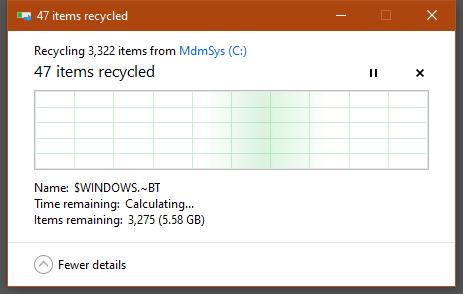 47 items recycled
Recycling 3,322 items from MdmSys (C:)
47 items recycled
Name: $WINDOWS.~BT
Time remaining: Calculating...
Items remaining: 3,275 (5.58 GB)
Fewer details